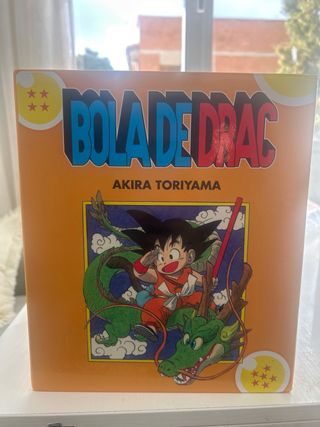 BOLA DE DRAC
AKIRA TORIYAMA